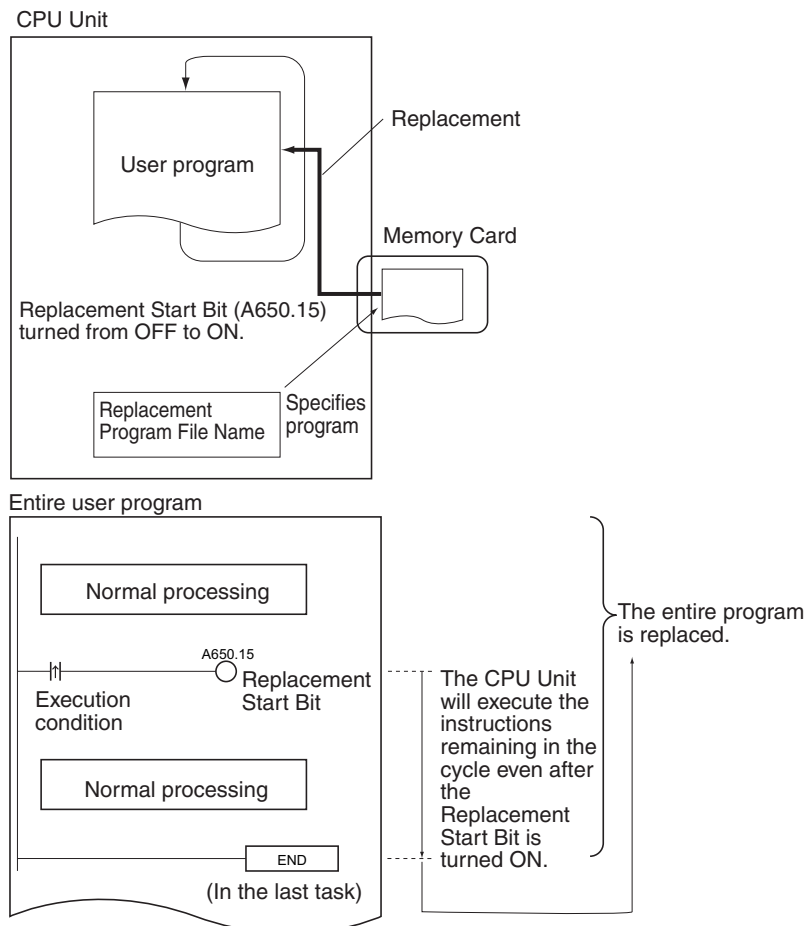 CPU Unit
User program
Replacement
Memory Card
Replacement Start Bit (A650.15)
turned from OFF to ON.
Replacement
Program File Name
Specifies
program
Entire user program
Normal processing
A650.15
Replacement
Start Bit
Execution
condition
Normal processing
END
(In the last task)
The CPU Unit
will execute the
instructions
remaining in the
cycle even after
the
Replacement
Start Bit is
turned ON.
The entire program
is replaced.